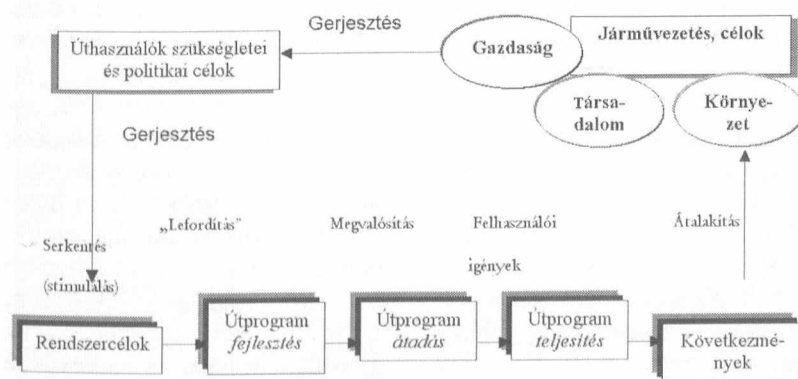 Gerjesztés
Gazdaság
Járművezetés, célok
Úthasználók szükségletei
és politikai célok
Társa-
dalom
Környe-
zet
Gerjesztés
„Lefordítás”
Megvalósítás
Felhasználói
igények
Átalakítás
Serkentés
(stimulálás)
Rendszercélok
Útprogram
fejlesztés
Útprogram
átadás
Útprogram
teljesítés
Következmé-
nyek